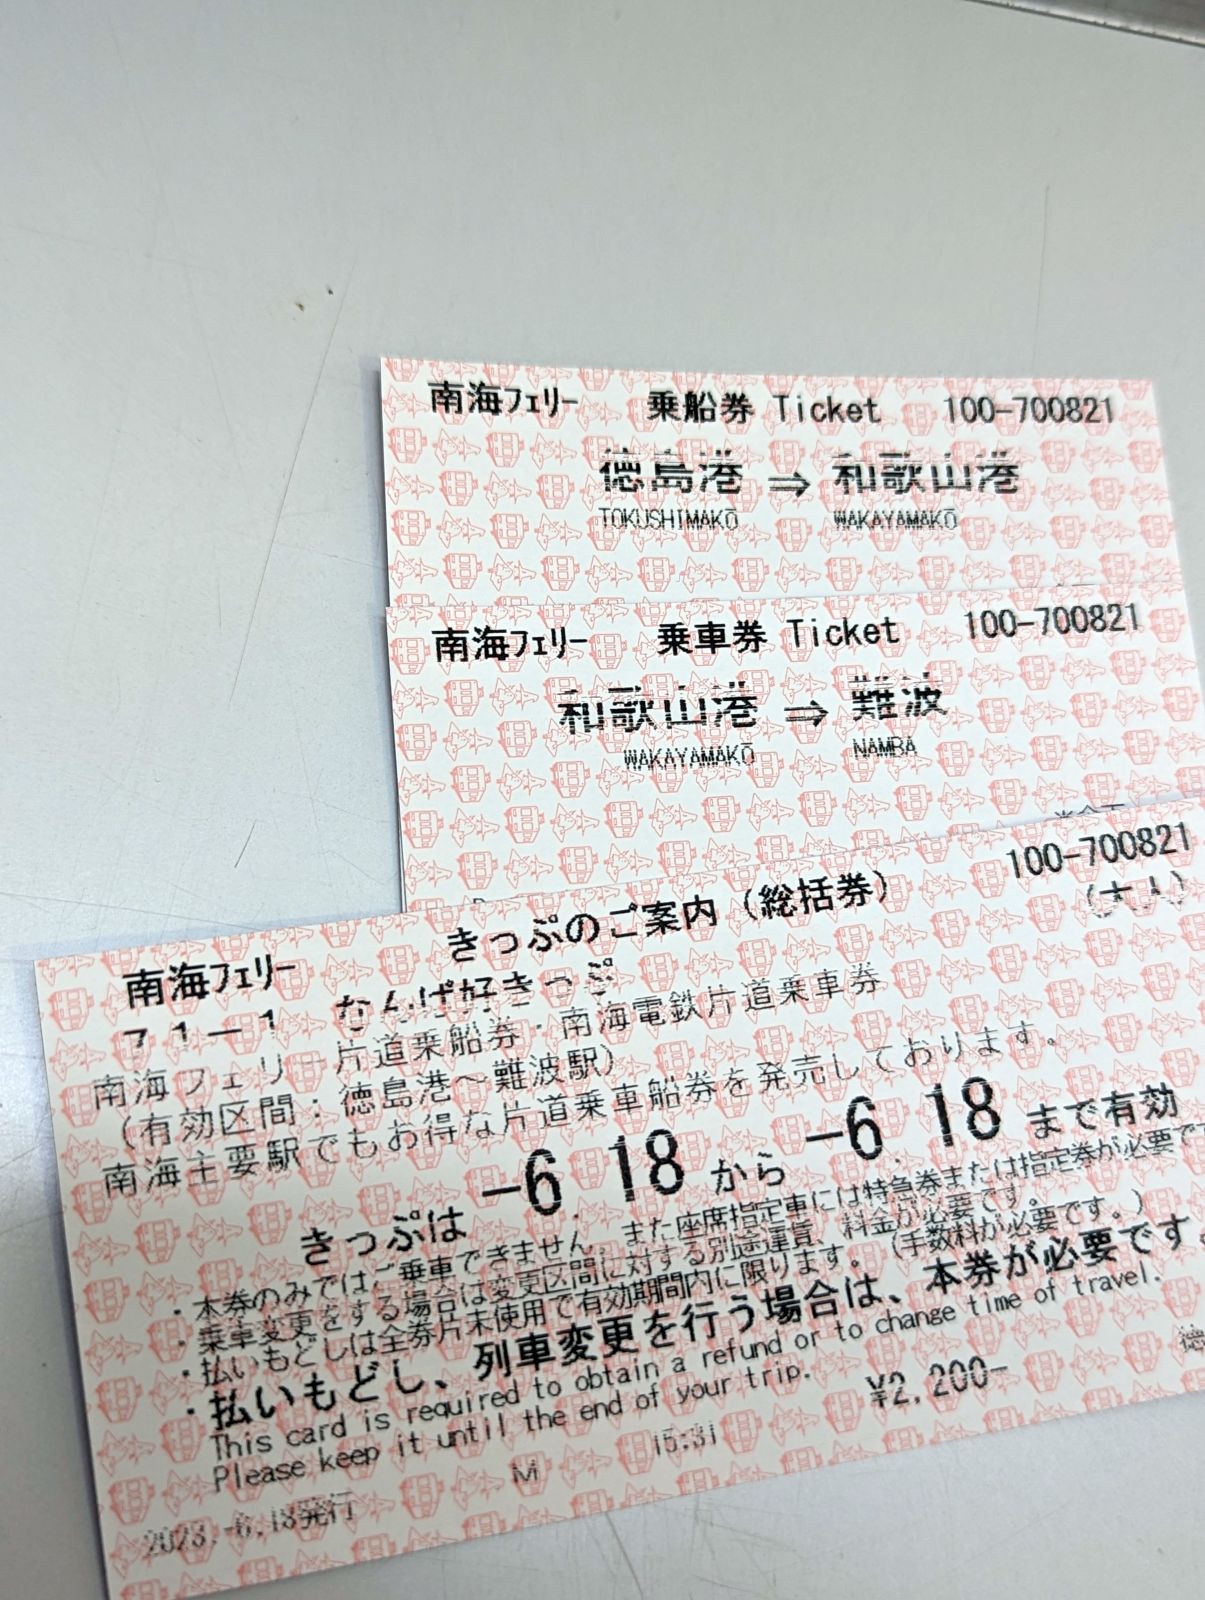 南海フェリー 乗船券 Ticket 100-700821
徳島港 ⇒ 和歌山港
TOKUSHIMAKŌ WAKAYAMAKŌ
南海フェリー 乗車券 Ticket 100-700821
和歌山港 ⇒ 難波
WAKAYAMAKŌ NAMBA
きっぷのご案内（総括券） 100-700821
南海フェリー (大人)
71-1 なんば好きっぷ
南海フェリー片道乗船券・南海電鉄片道乗車券
（有効区間：徳島港～難波駅）
南海主要駅でもお得な片道乗車船券を発売しております。
きっぷは -6. 18 から -6. 18 まで有効
・本券のみではご乗車できません。また座席指定車には特急券または指定券が必要で
・乗車変更をする場合は変更区間に対する別途運賃、料金が必要です。
・払いもどしは全券片未使用で有効期間内に限ります。（手数料が必要です。）
・払いもどし、列車変更を行う場合は、本券が必要です。
This card is required to obtain a refund or to change time of travel.
Please keep it until the end of your trip.
¥2,200-
徳
2023.-6.18発行 M 15:31